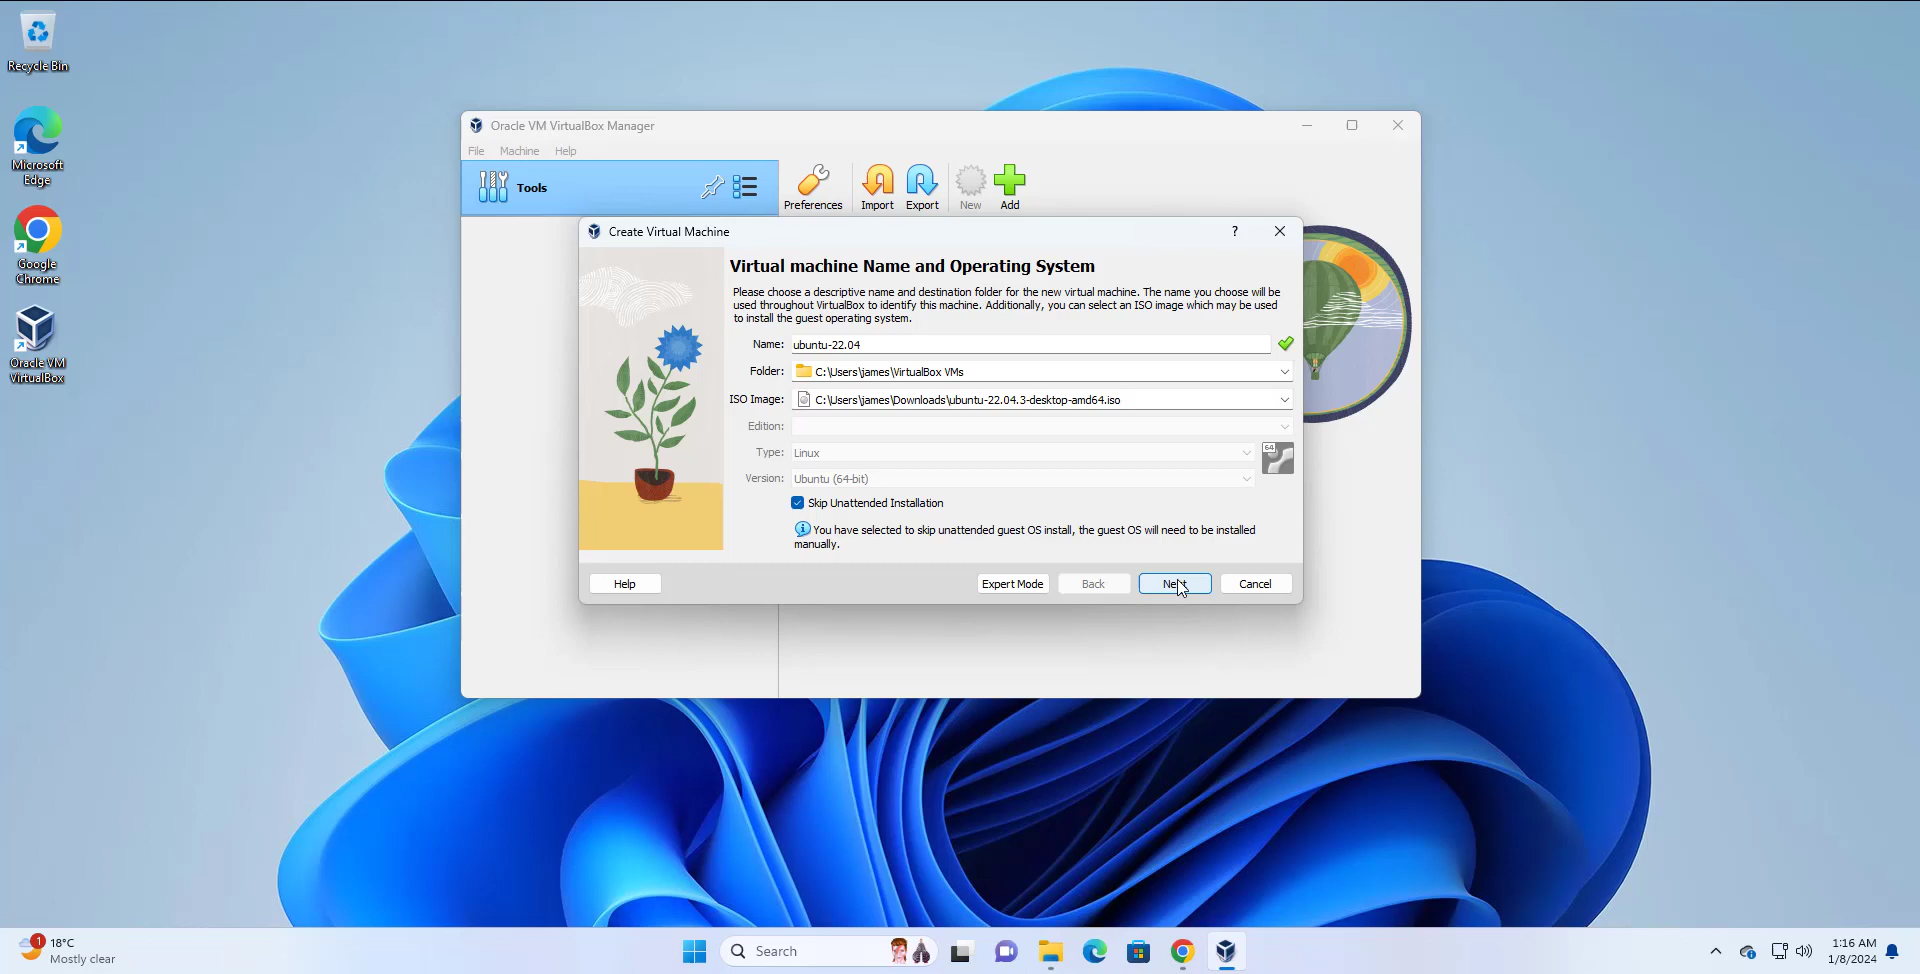 Recycle Bin
Microsoft
Edge
Google
Chrome
Oracle VM
VirtualBox
Oracle VM VirtualBox Manager
File Machine Help
Tools
Preferences Import Export New Add
Create Virtual Machine
?
Virtual machine Name and Operating System
Please choose a descriptive name and destination folder for the new virtual machine. The name you choose will be
used throughout VirtualBox to identify this machine. Additionally, you can select an ISO image which may be used
to install the guest operating system.
Name: ubuntu-22.04
Folder: C:\Users\james\VirtualBox VMs
ISO Image: C:\Users\james\Downloads\ubuntu-22.04.3-desktop-amd64.iso
Edition:
Type: Linux
64
Version: Ubuntu (64-bit)
Skip Unattended Installation
You have selected to skip unattended guest OS install, the guest OS will need to be installed
manually.
Help Expert Mode Back Next Cancel
1
18°C
Mostly clear
Search
1:16 AM
1/8/2024